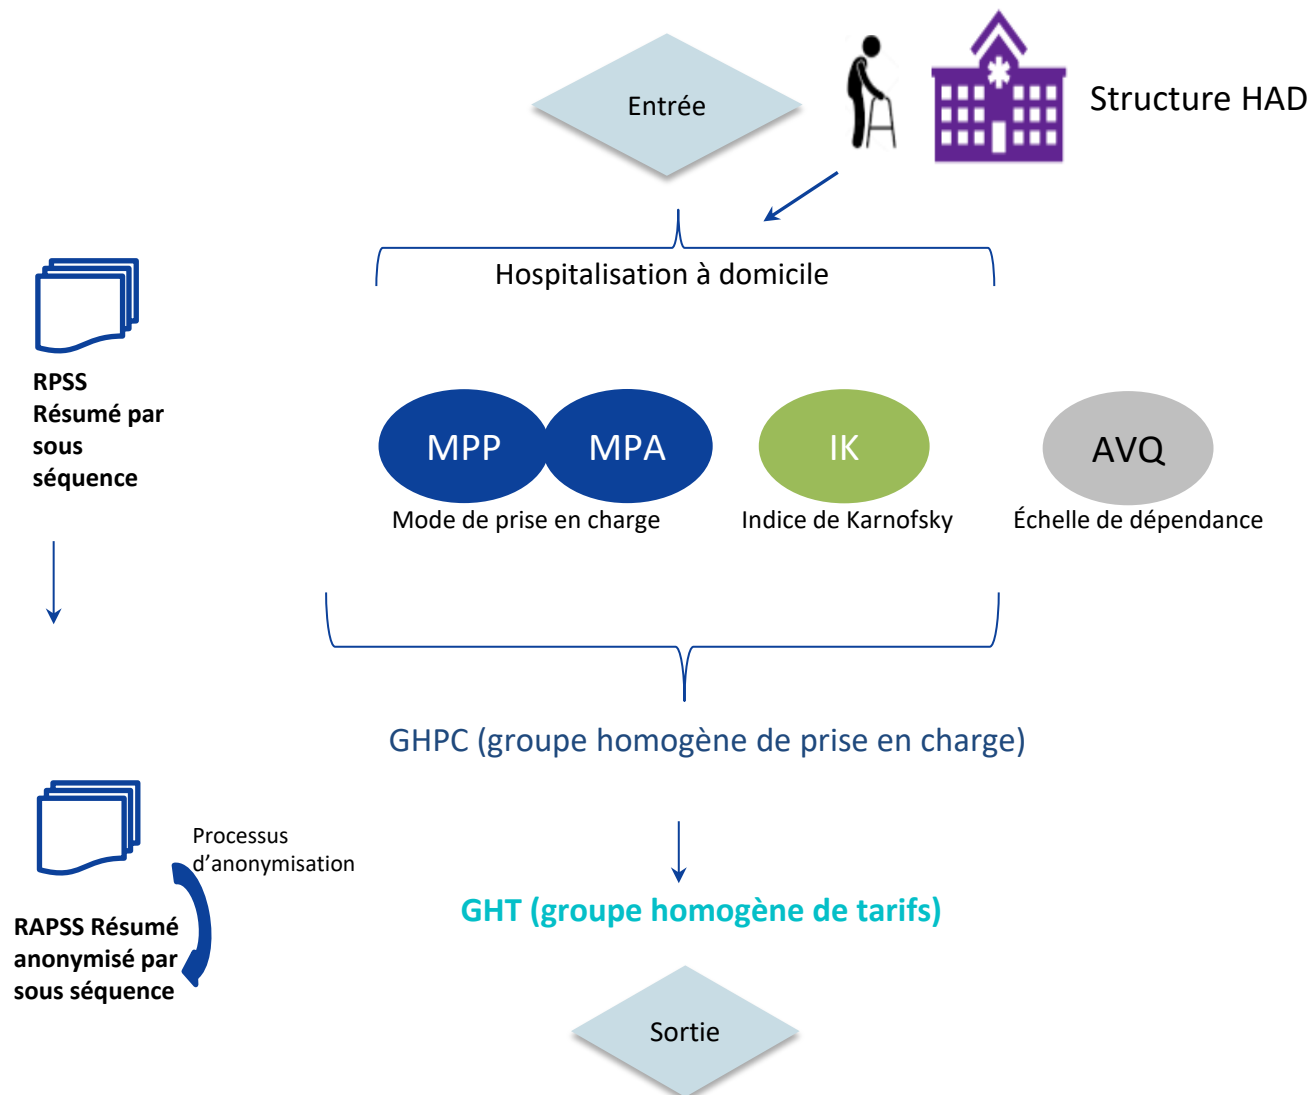 Entrée
Structure HAD
Hospitalisation à domicile
RPSS
Résumé par
sous
séquence
MPP
MPA
IK
AVQ
Mode de prise en charge
Indice de Karnofsky
Échelle de dépendance
GHPC (groupe homogène de prise en charge)
Processus
d’anonymisation
GHT (groupe homogène de tarifs)
RAPSS Résumé
anonymisé par
sous séquence
Sortie